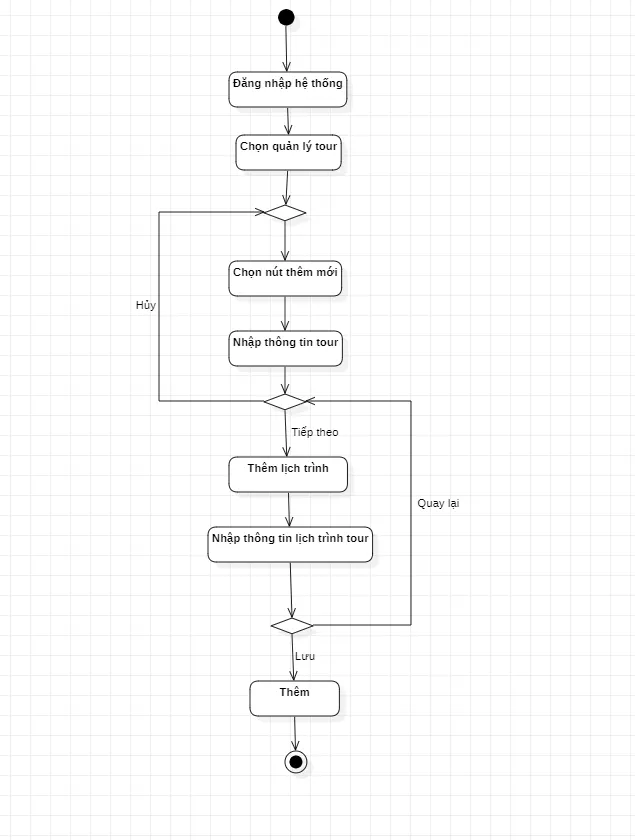 Đăng nhập hệ thống
Chọn quản lý tour
Chọn nút thêm mới
Hủy
Nhập thông tin tour
Tiếp theo
Thêm lịch trình
Quay lại
Nhập thông tin lịch trình tour
Lưu
Thêm